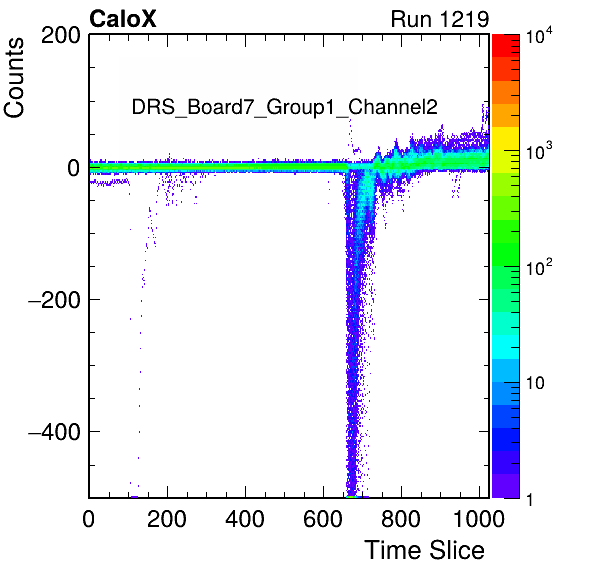 CaloX Run 1219
Counts
DRS_Board7_Group1_Channel2
200
0
−200
−400
0 200 400 600 800 1000
Time Slice
10^4
10^3
10^2
10
1